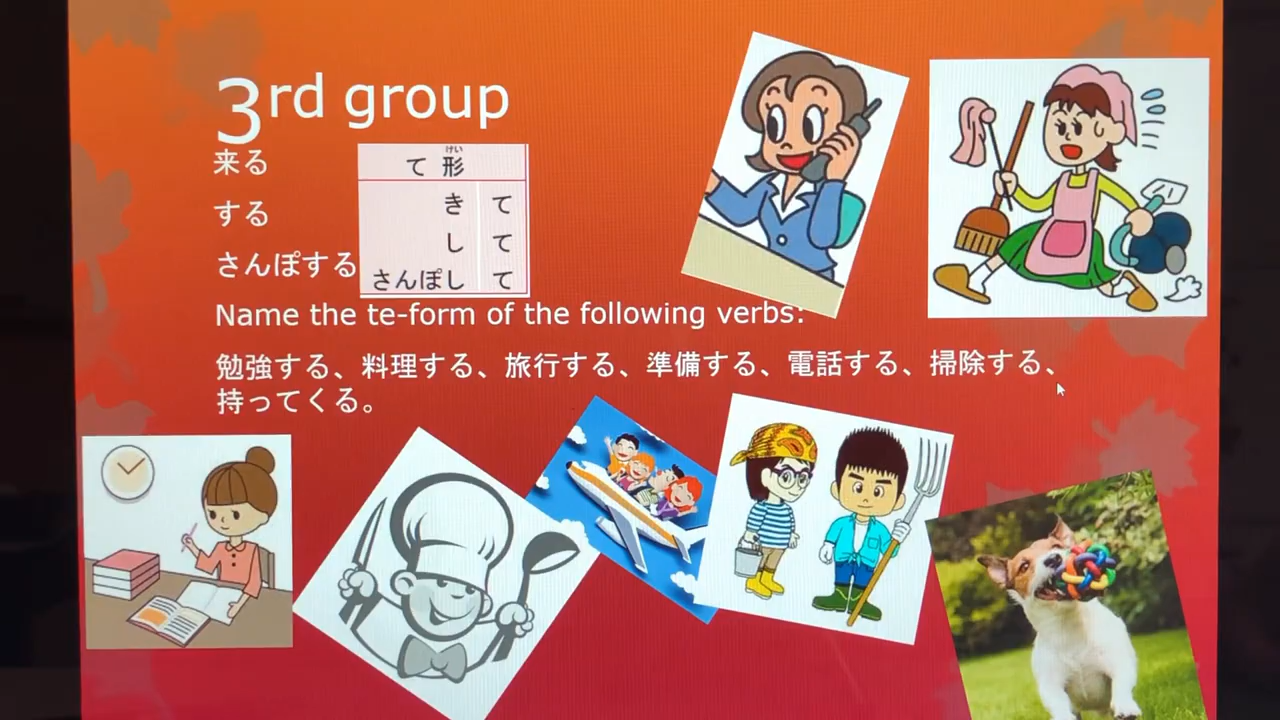 3rd group
来る
する
さんぽする
けい
て形
き て
し て
さんぽし て
Name the te-form of the following verbs:
勉強する、料理する、旅行する、準備する、電話する、掃除する、
持ってくる。